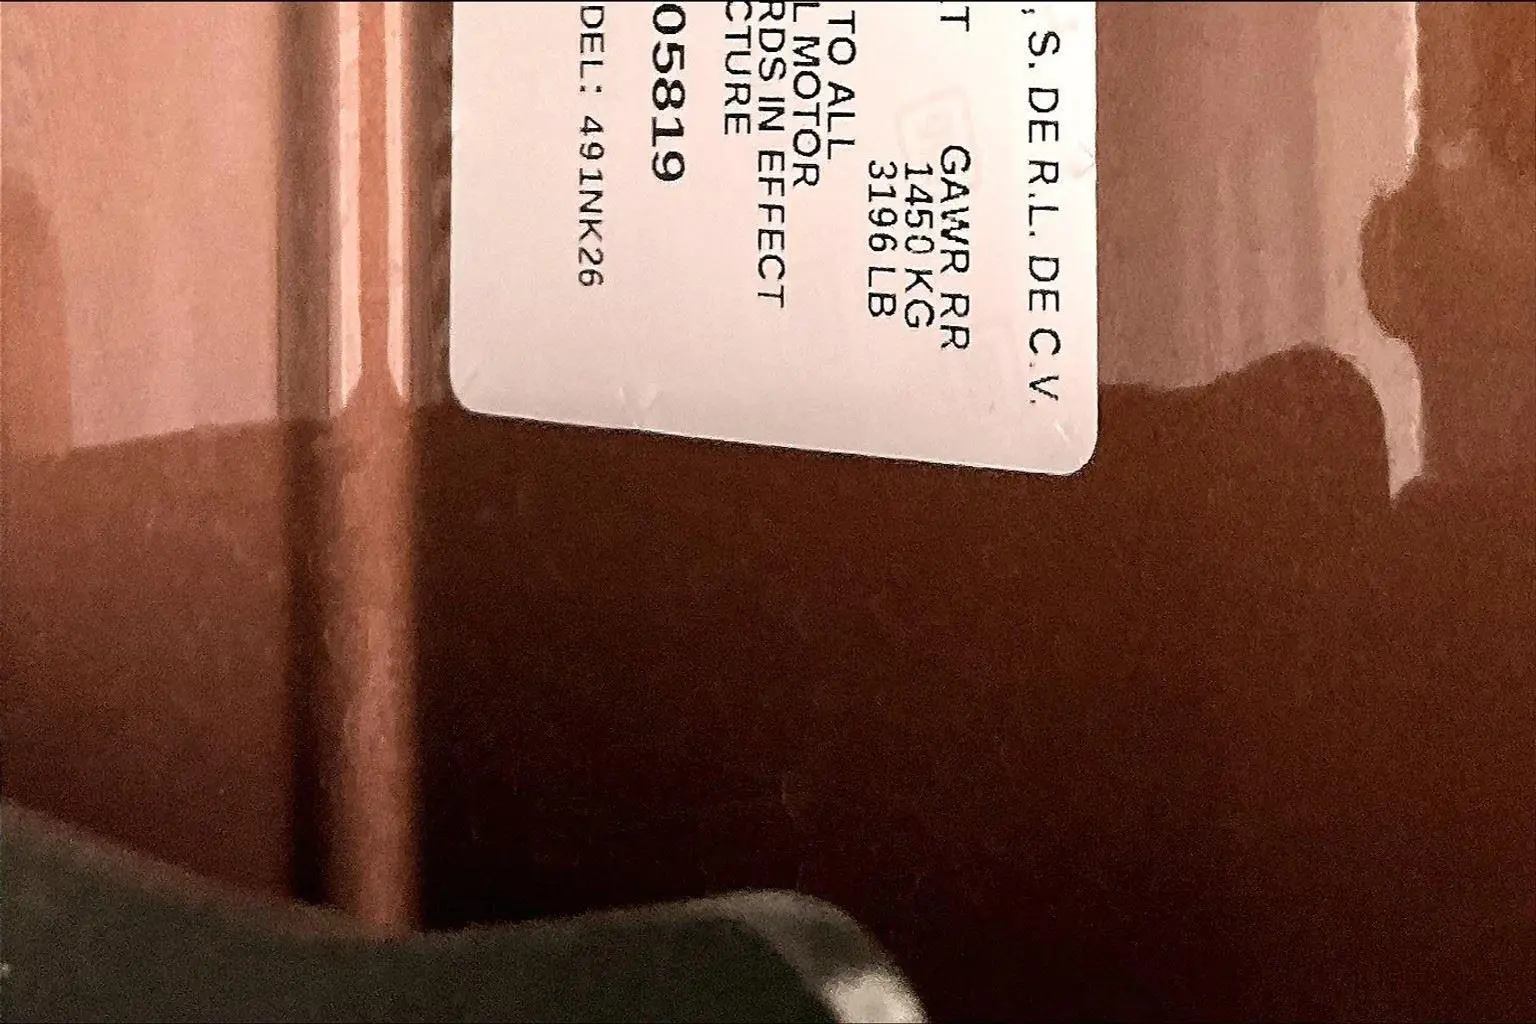 , S. DE R.L. DE C.V.
T GAWR RR
1450 KG
3196 LB
TO ALL
L MOTOR
RDS IN EFFECT
CTURE
05819
DEL: 491NK26